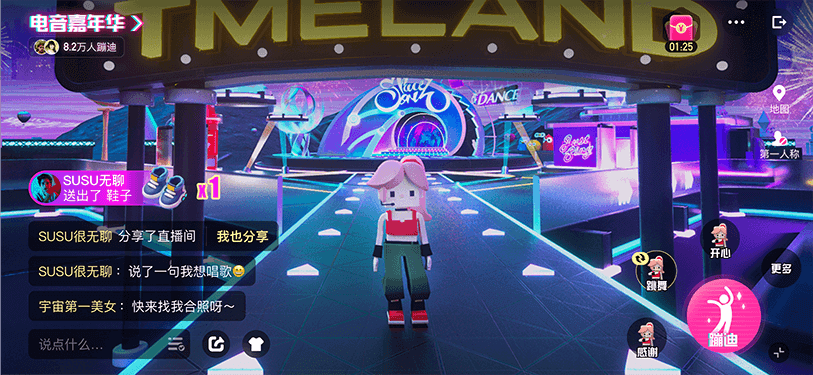 电音嘉年华
TMELAND
8.2万人蹦迪
01:25
地图
第一人称
DANCE
SUSU无聊
送出了 鞋子
x1
SUSU很无聊 分享了直播间 我也分享
SUSU很无聊：说了一句我想唱歌😄
宇宙第一美女：快来找我合照呀～
说点什么...
开心
跳舞
更多
蹦迪
感谢